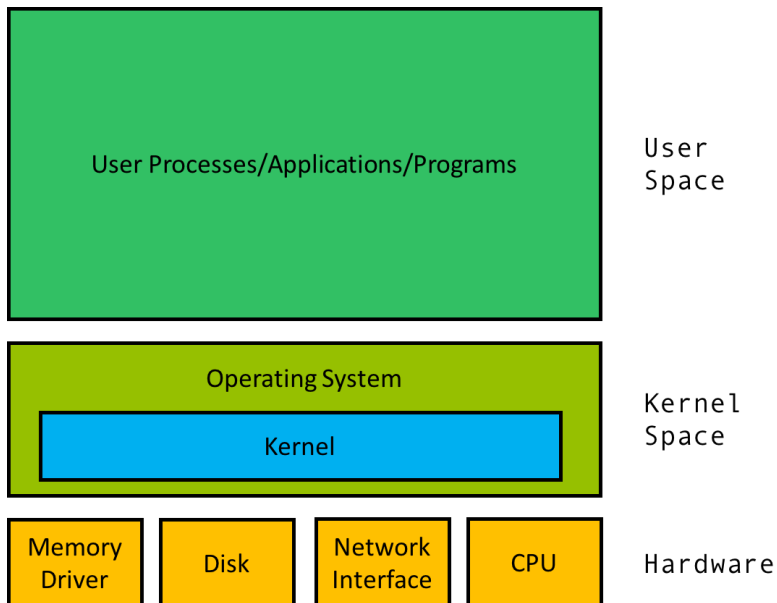 User Processes/Applications/Programs
User
Space
Operating System
Kernel
Kernel
Space
Memory
Driver
Disk
Network
Interface
CPU
Hardware